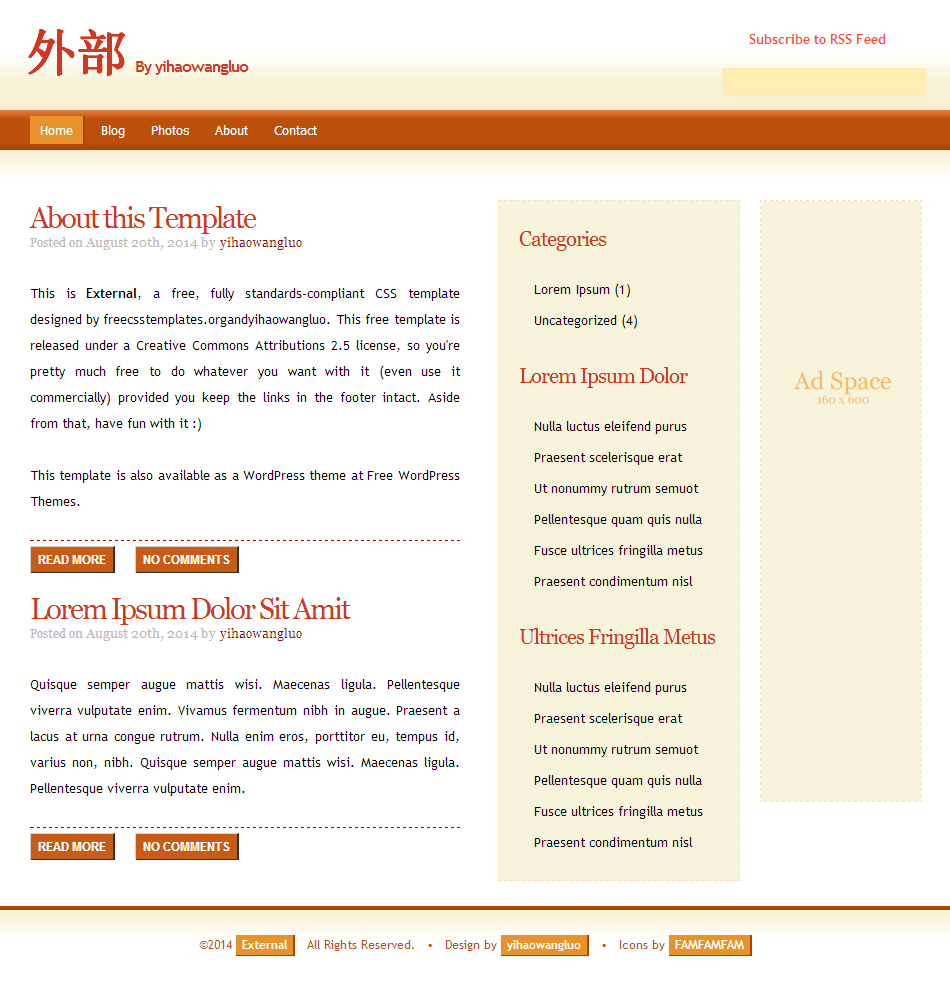 外部 By yihaowangluo
Subscribe to RSS Feed
Home Blog Photos About Contact
About this Template
Posted on August 20th, 2014 by yihaowangluo
This is External, a free, fully standards-compliant CSS template
designed by freecsstemplates.organdyihaowangluo. This free template is
released under a Creative Commons Attributions 2.5 license, so you're
pretty much free to do whatever you want with it (even use it
commercially) provided you keep the links in the footer intact. Aside
from that, have fun with it :)
This template is also available as a WordPress theme at Free WordPress
Themes.
READ MORE NO COMMENTS
Lorem Ipsum Dolor Sit Amit
Posted on August 20th, 2014 by yihaowangluo
Quisque semper augue mattis wisi. Maecenas ligula. Pellentesque
viverra vulputate enim. Vivamus fermentum nibh in augue. Praesent a
lacus at urna congue rutrum. Nulla enim eros, porttitor eu, tempus id,
varius non, nibh. Quisque semper augue mattis wisi. Maecenas ligula.
Pellentesque viverra vulputate enim.
READ MORE NO COMMENTS
Categories
Lorem Ipsum (1)
Uncategorized (4)
Lorem Ipsum Dolor
Nulla luctus eleifend purus
Praesent scelerisque erat
Ut nonummy rutrum semuot
Pellentesque quam quis nulla
Fusce ultrices fringilla metus
Praesent condimentum nisl
Ultrices Fringilla Metus
Nulla luctus eleifend purus
Praesent scelerisque erat
Ut nonummy rutrum semuot
Pellentesque quam quis nulla
Fusce ultrices fringilla metus
Praesent condimentum nisl
Ad Space
160 x 600
©2014 External All Rights Reserved. • Design by yihaowangluo • Icons by FAMFAMFAM